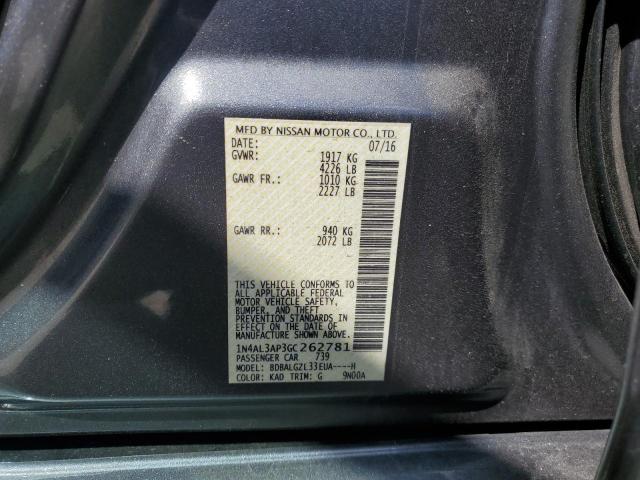 MFD BY NISSAN MOTOR CO., LTD.
DATE: 07/16
GVWR: 1917 KG
4226 LB
GAWR FR.: 1010 KG
2227 LB
GAWR RR.: 940 KG
2072 LB
THIS VEHICLE CONFORMS TO
ALL APPLICABLE FEDERAL
MOTOR VEHICLE SAFETY,
BUMPER, AND THEFT
PREVENTION STANDARDS IN
EFFECT ON THE DATE OF
MANUFACTURE SHOWN ABOVE.
1N4AL3AP3GC262781
PASSENGER CAR 739
MODEL: BDBALGZL33EUA----H
COLOR: KAD TRIM: G 9N00A